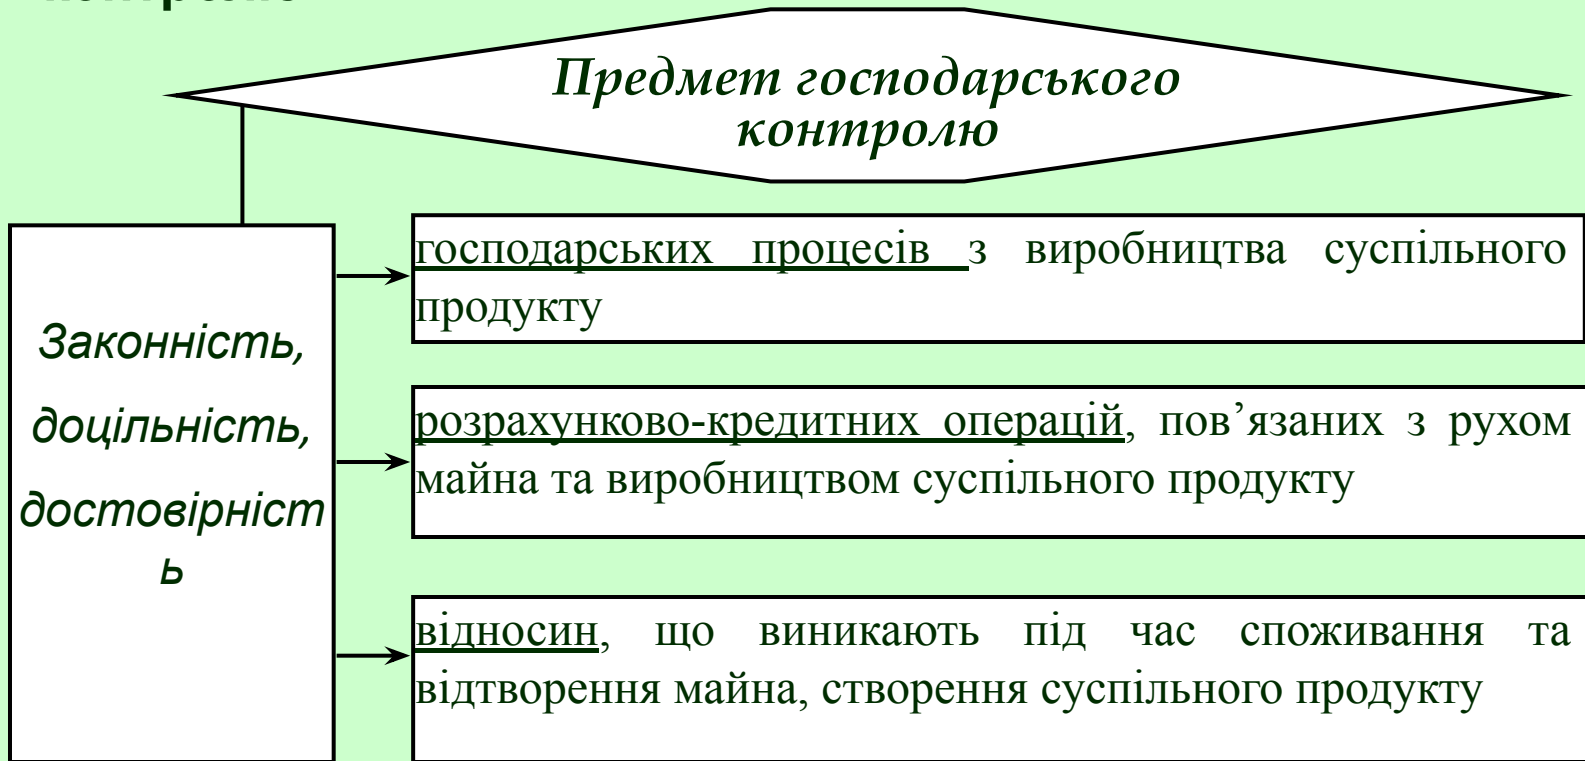 Предмет господарського
контролю
Законність,
доцільність,
достовірніст
ь
господарських процесів з виробництва суспільного
продукту
розрахунково-кредитних операцій, пов’язаних з рухом
майна та виробництвом суспільного продукту
відносин, що виникають під час споживання та
відтворення майна, створення суспільного продукту